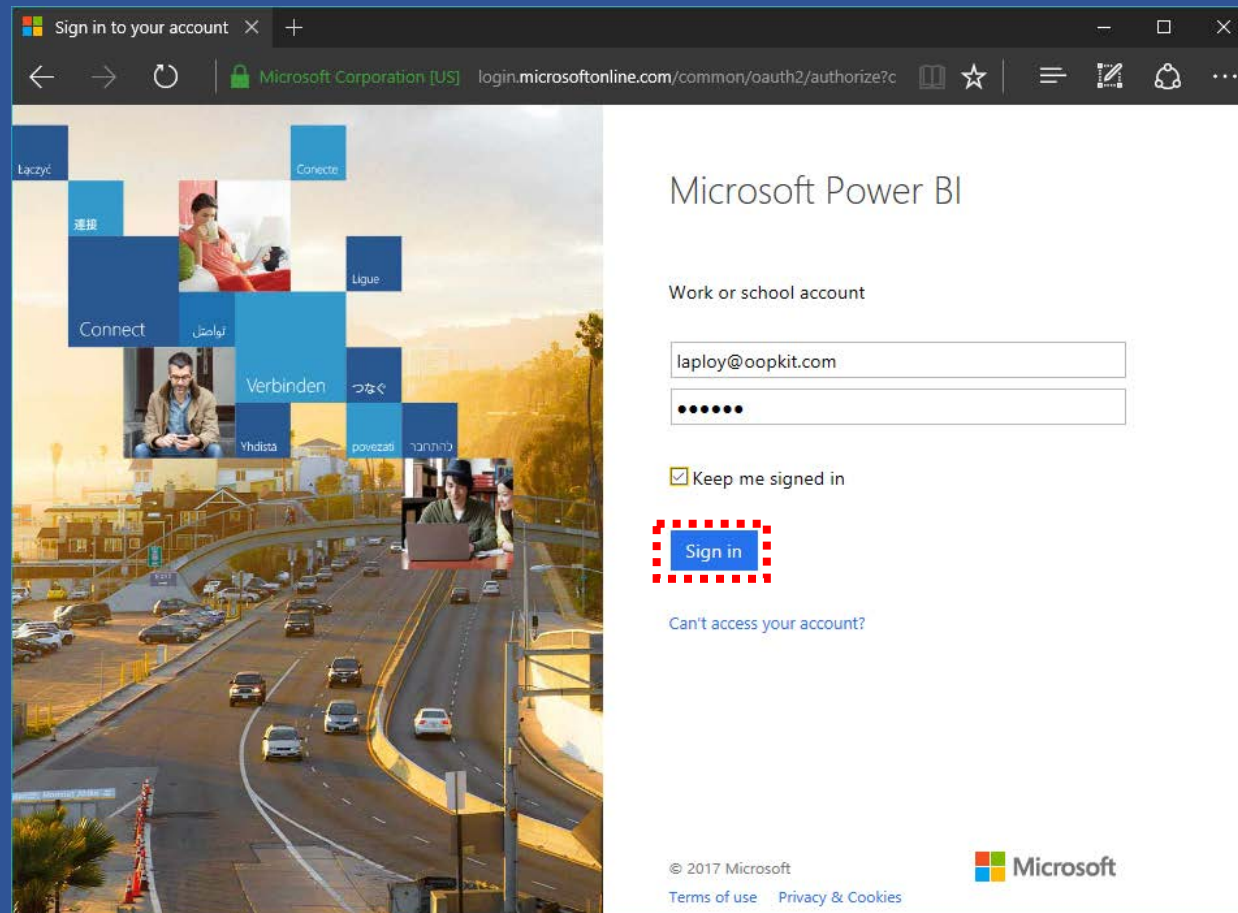 Sign in to your account
Microsoft Corporation [US] login.microsoftonline.com/common/oauth2/authorize?c
Łączyć
Conecte
連接
Ligue
Connect
تواصل
Verbinden
つなぐ
Yhdistä
povezati
להתחבר
EXIT
Microsoft Power BI
Work or school account
laploy@oopkit.com
••••••
Keep me signed in
Sign in
Can't access your account?
© 2017 Microsoft
Microsoft
Terms of use Privacy & Cookies